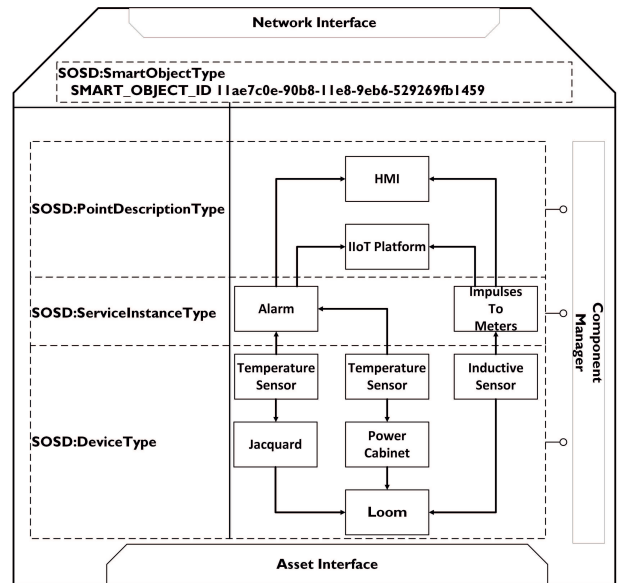 Network Interface
SOSD:SmartObjectType
SMART_OBJECT_ID 11ae7c0e-90b8-11e8-9eb6-529269fb1459
HMI
SOSD:PointDescriptionType
IIoT Platform
SOSD:ServiceInstanceType
Alarm
Impulses
To
Meters
Component
Manager
Temperature
Sensor
Temperature
Sensor
Inductive
Sensor
SOSD:DeviceType
Jacquard
Power
Cabinet
Loom
Asset Interface